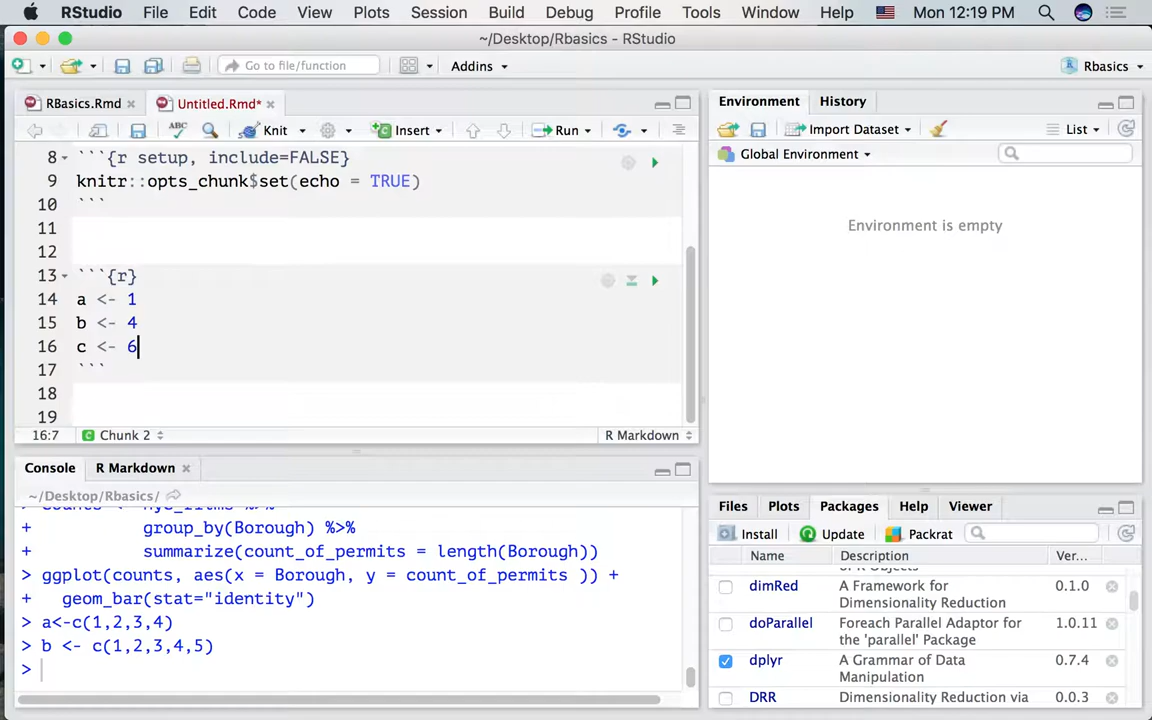 RStudio File Edit Code View Plots Session Build Debug Profile Tools Window Help Mon 12:19 PM
~/Desktop/Rbasics - RStudio
Go to file/function Addins Rbasics
RBasics.Rmd Untitled.Rmd*
Knit Insert Run
8 ```{r setup, include=FALSE}
9 knitr::opts_chunk$set(echo = TRUE)
10 ```
11
12
13 ```{r}
14 a <- 1
15 b <- 4
16 c <- 6
17 ```
18
19
16:7 Chunk 2 R Markdown
Console R Markdown
~/Desktop/Rbasics/
+ group_by(Borough) %>%
+ summarize(count_of_permits = length(Borough))
> ggplot(counts, aes(x = Borough, y = count_of_permits )) +
+ geom_bar(stat="identity")
> a<-c(1,2,3,4)
> b <- c(1,2,3,4,5)
>
Environment History
Import Dataset List
Global Environment
Environment is empty
Files Plots Packages Help Viewer
Install Update Packrat
Name Description Ver...
dimRed A Framework for 0.1.0
Dimensionality Reduction
doParallel Foreach Parallel Adaptor for 1.0.11
the 'parallel' Package
dplyr A Grammar of Data 0.7.4
Manipulation
DRR Dimensionality Reduction via 0.0.3